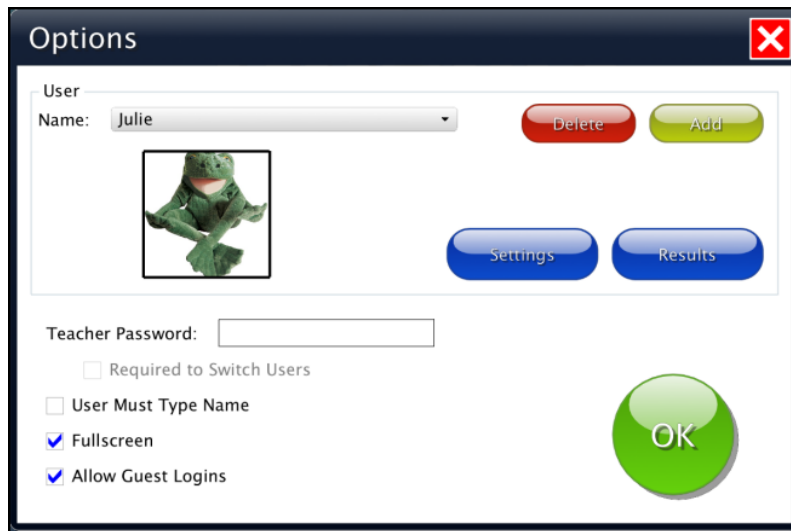 Options
User
Name: Julie
Delete
Add
Settings
Results
Teacher Password:
Required to Switch Users
User Must Type Name
Fullscreen
Allow Guest Logins
OK